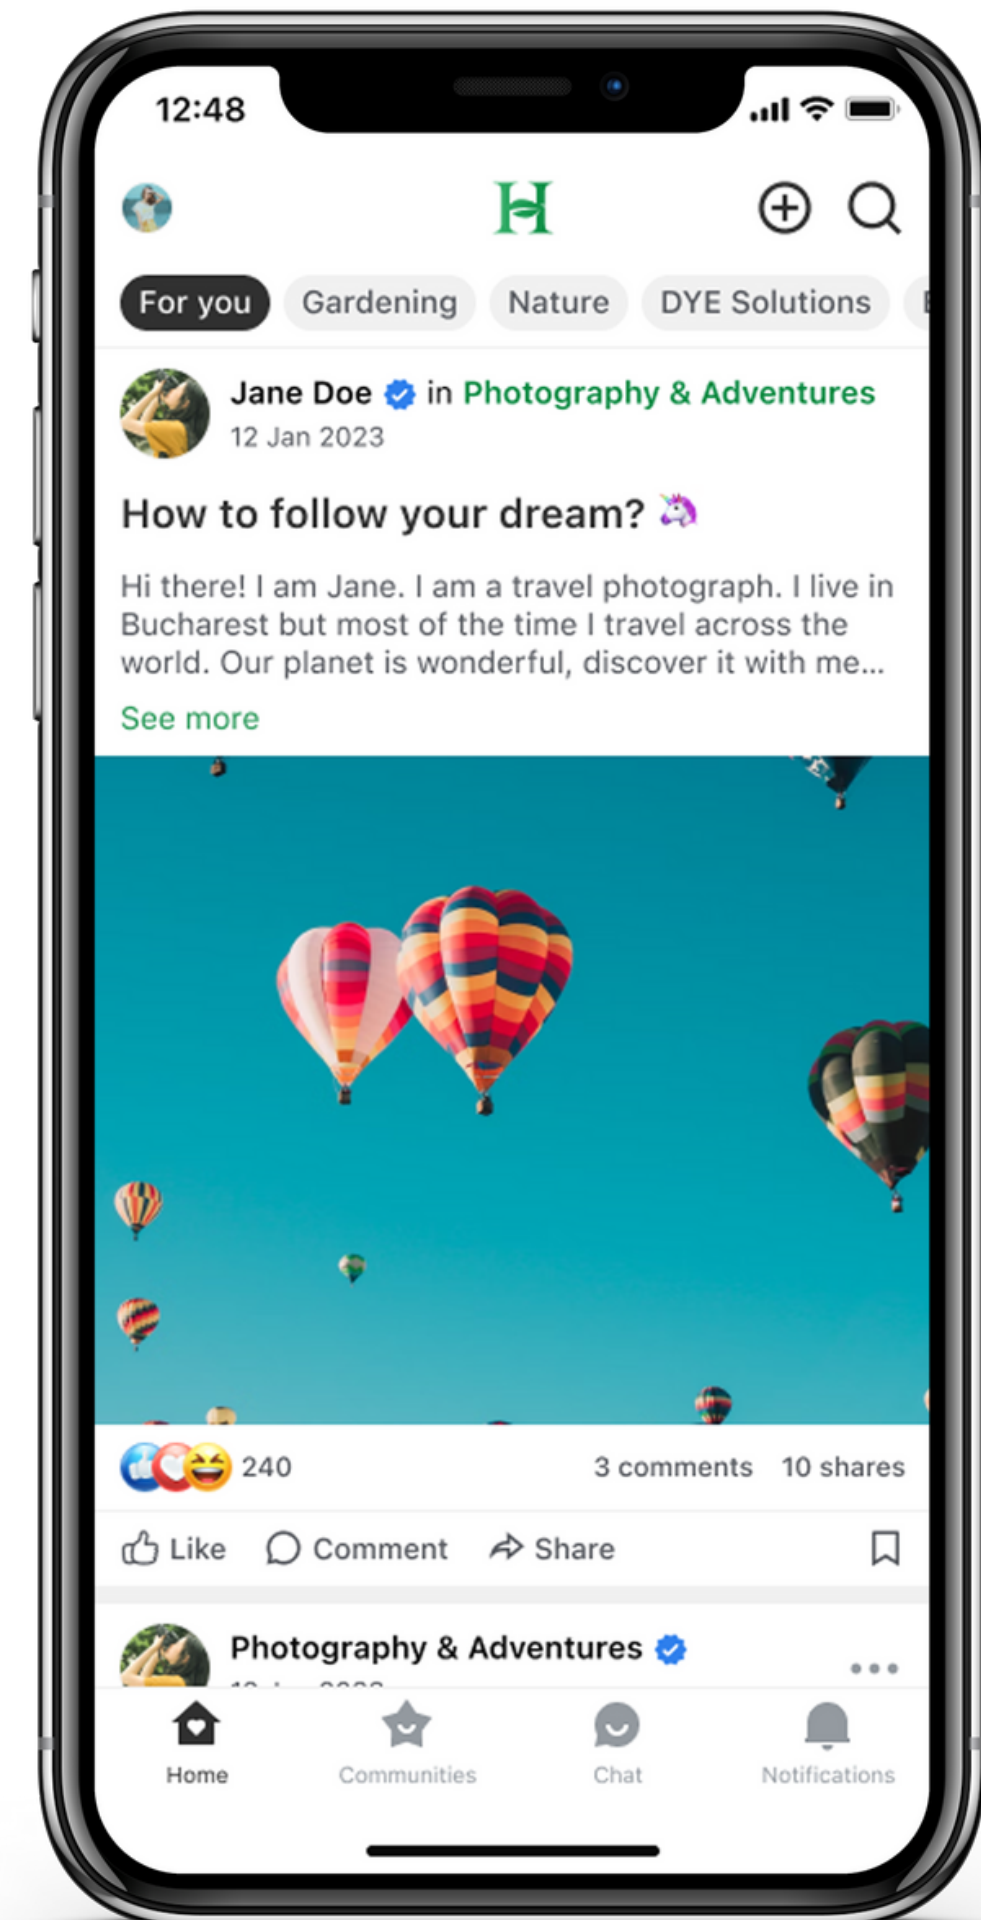 12:48
H
For you Gardening Nature DYE Solutions
Jane Doe in Photography & Adventures
12 Jan 2023
How to follow your dream? 🦄
Hi there! I am Jane. I am a travel photograph. I live in
Bucharest but most of the time I travel across the
world. Our planet is wonderful, discover it with me...
See more
240 3 comments 10 shares
Like Comment Share
Photography & Adventures
Home Communities Chat Notifications